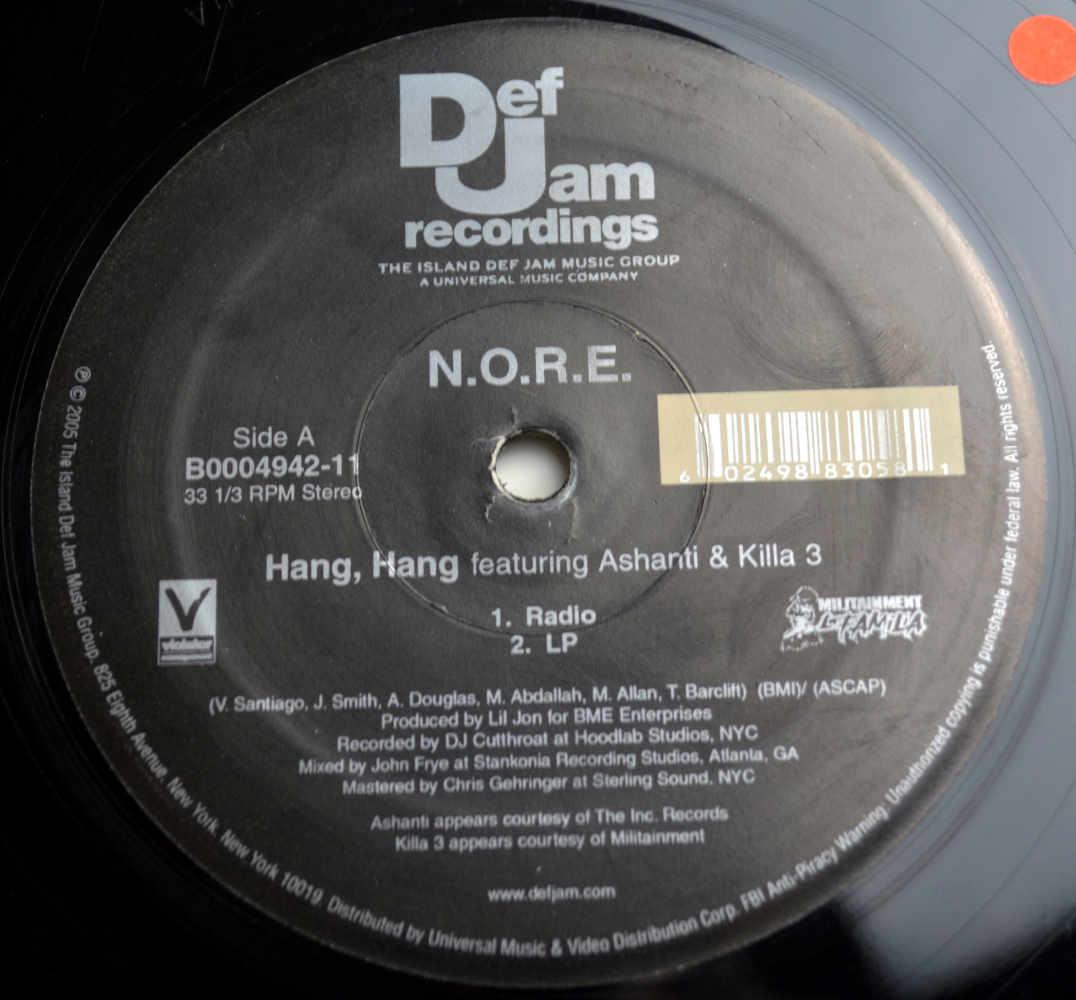 Def Jam
recordings
THE ISLAND DEF JAM MUSIC GROUP
A UNIVERSAL MUSIC COMPANY
N.O.R.E.
Side A
B0004942-11
33 1/3 RPM Stereo
6 02498 83058 1
Hang, Hang featuring Ashanti & Killa 3
1. Radio
2. LP
V
violator
MILITAINMENT
L-FAMILA
(V. Santiago, J. Smith, A. Douglas, M. Abdallah, M. Allan, T. Barclift) (BMI)/ (ASCAP)
Produced by Lil Jon for BME Enterprises
Recorded by DJ Cutthroat at Hoodlab Studios, NYC
Mixed by John Frye at Stankonia Recording Studios, Atlanta, GA
Mastered by Chris Gehringer at Sterling Sound, NYC
Ashanti appears courtesy of The Inc. Records
Killa 3 appears courtesy of Militainment
www.defjam.com
℗ © 2005 The Island Def Jam Music Group. 825 Eighth Avenue. New York. New York 10019. Distributed by Universal Music & Video Distribution Corp. FBI Anti-Piracy Warning. Unauthorized copying is punishable under federal law. All rights reserved.